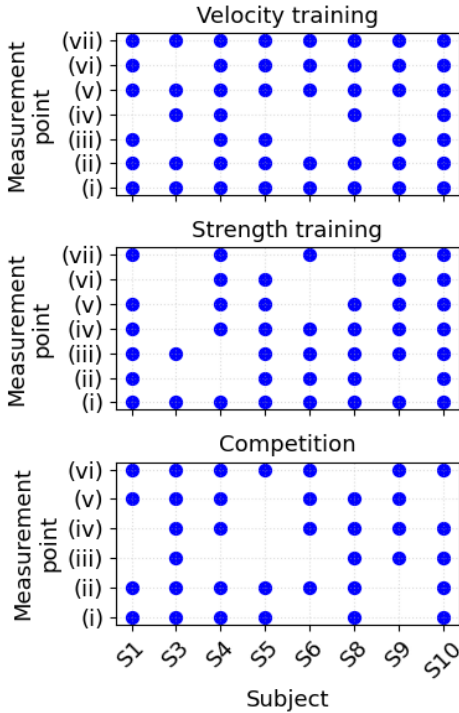 Velocity training
Measurement
point
(vii)
(vi)
(v)
(iv)
(iii)
(ii)
(i)
Strength training
Measurement
point
(vii)
(vi)
(v)
(iv)
(iii)
(ii)
(i)
Competition
Measurement
point
(vi)
(v)
(iv)
(iii)
(ii)
(i)
S1 S3 S4 S5 S6 S8 S9 S10
Subject